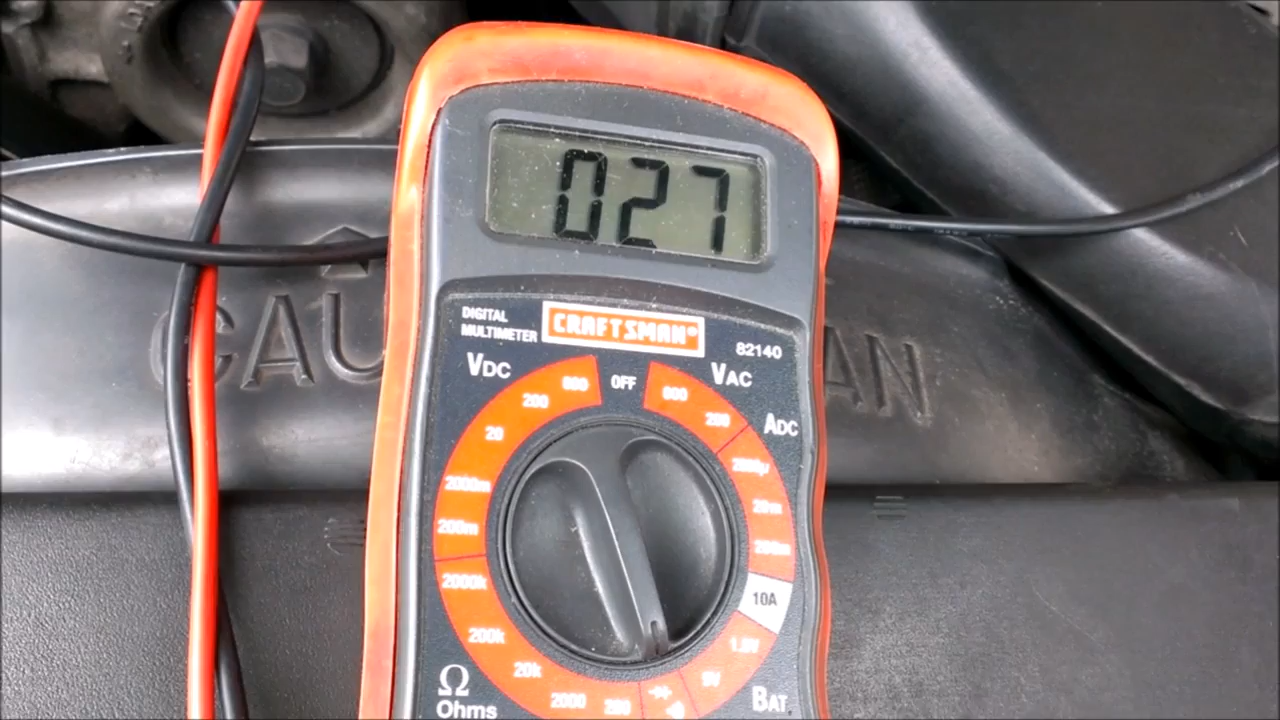 027
DIGITAL
MULTIMETER
CRAFTSMAN®
82140
VDC
OFF
VAC
600
200
20
2000m
200m
600
200
ADC
2000µ
20m
200m
10A
2000k
200k
20k
2000
200
Ω
Ohms
1.5V
9V
BAT
CAU
AN